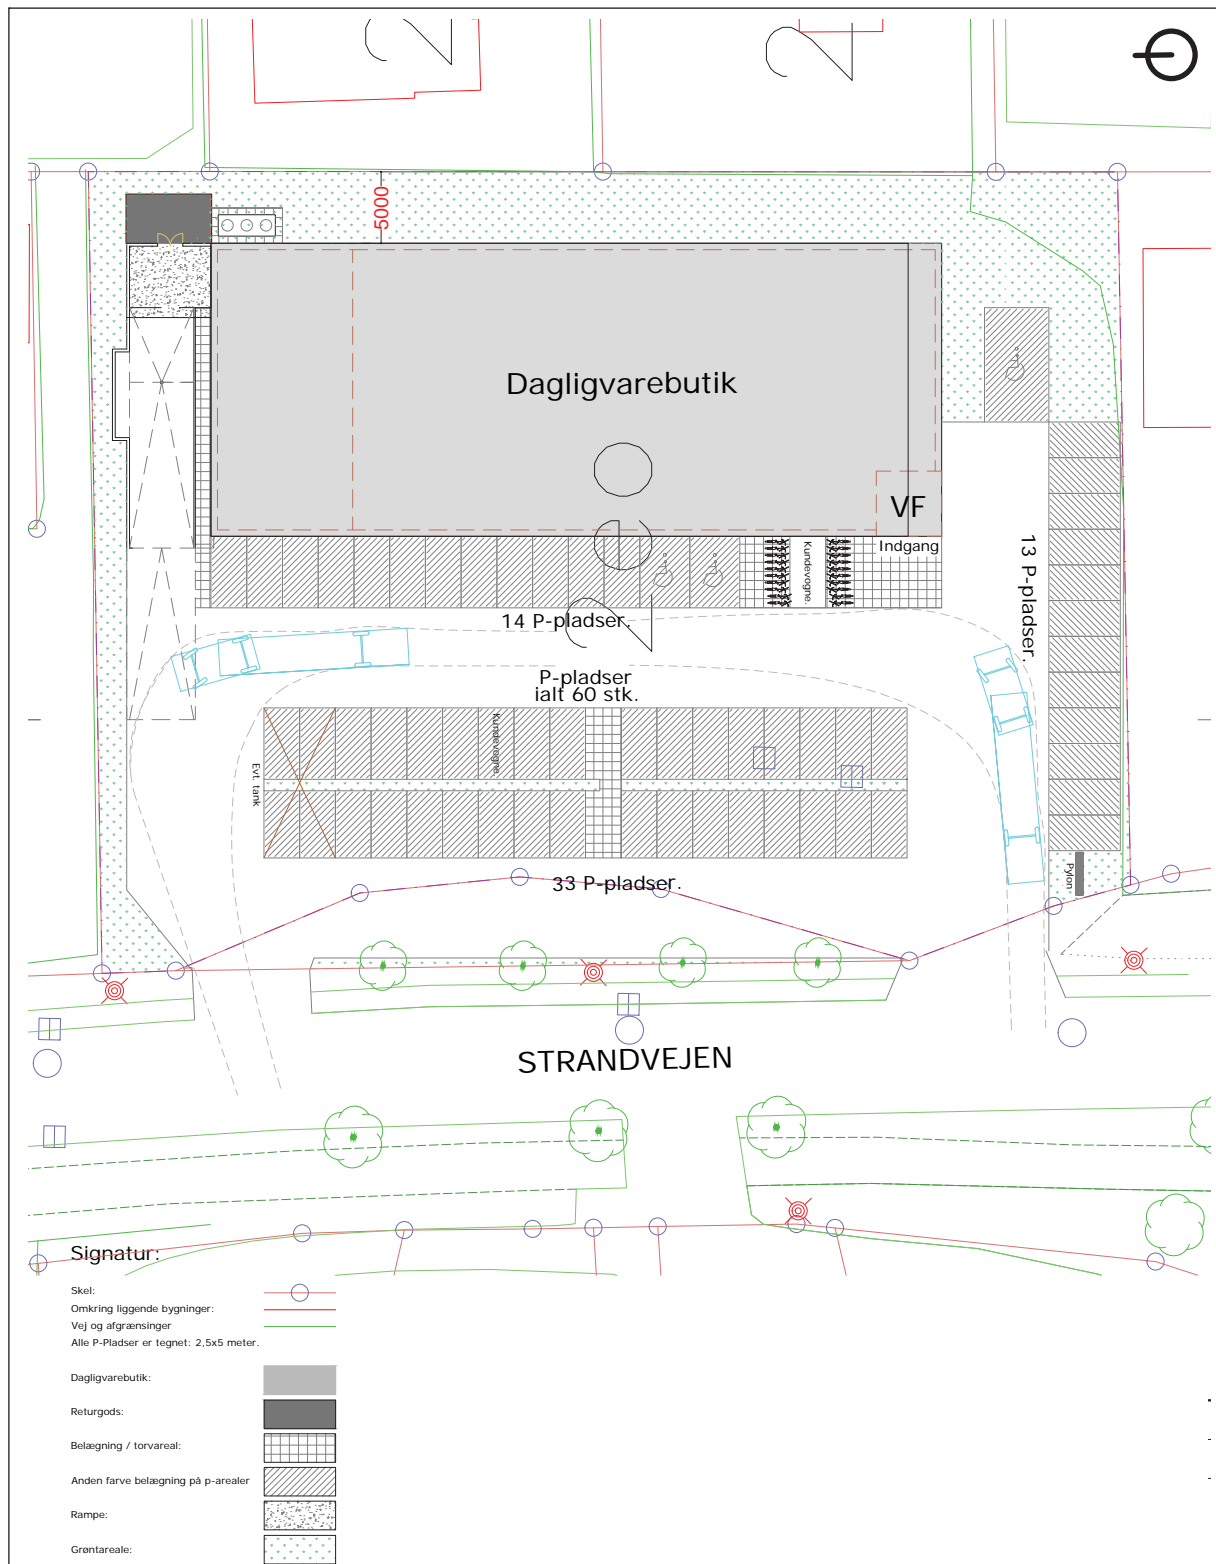 2
2
5000
Dagligvarebutik
VF
Indgang
Kundevogne.
13 P-pladser.
14 P-pladser.
P-pladser
ialt 60 stk.
Kundevogne.
Evt. tank
33 P-pladser.
Pylon
STRANDVEJEN
Signatur:
Skel:
Omkring liggende bygninger:
Vej og afgrænsinger
Alle P-Pladser er tegnet: 2,5x5 meter.
Dagligvarebutik:
Returgods:
Belægning / torvareal:
Anden farve belægning på p-arealer
Rampe:
Grøntareale: